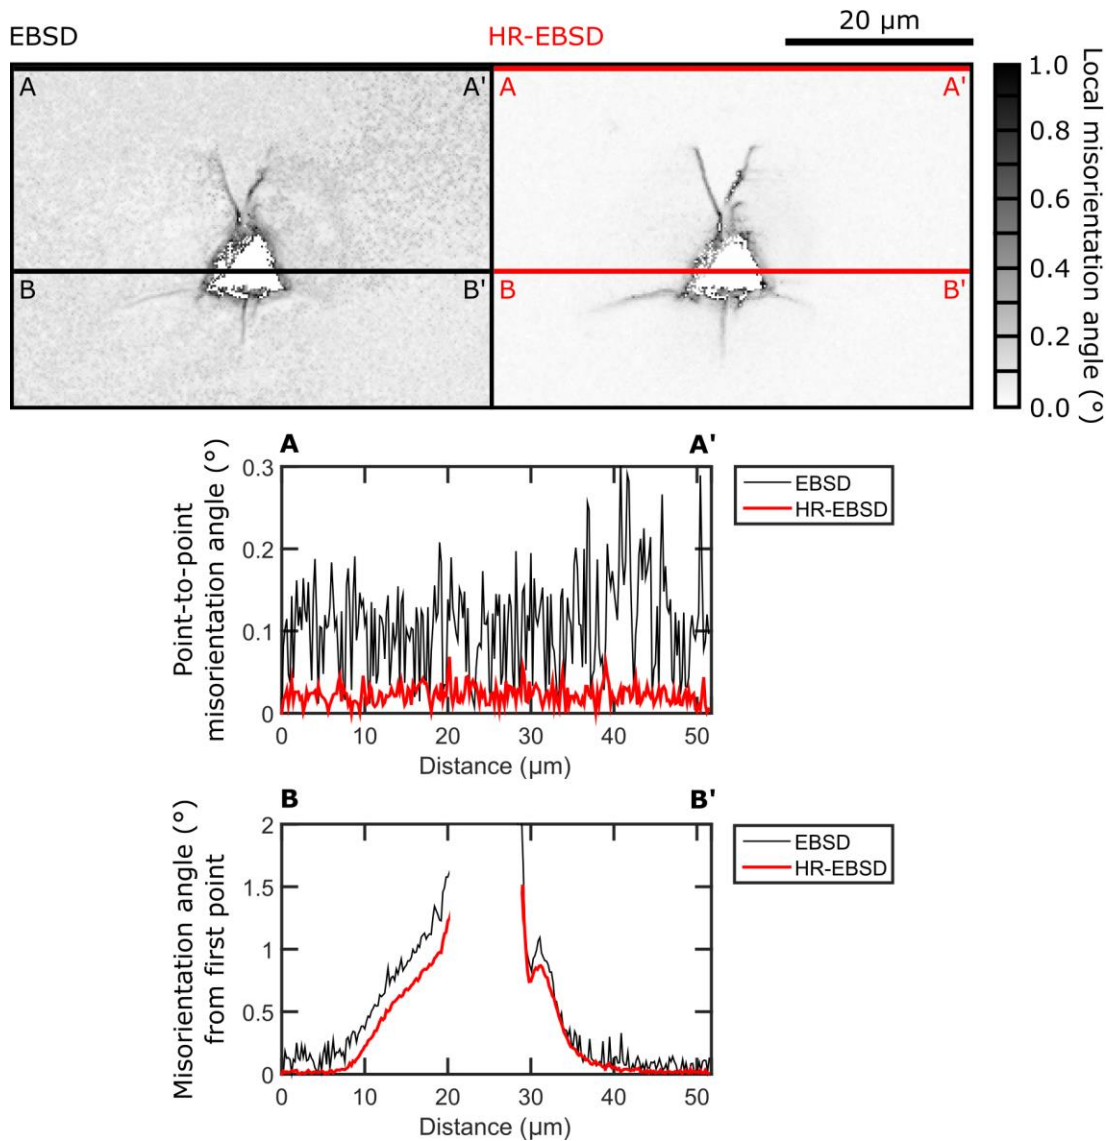 EBSD
HR-EBSD
20 µm
A
A'
A
A'
B
B'
B
B'
1.0
0.8
0.6
0.4
0.2
0.0
Local misorientation angle (°)
A
A'
Point-to-point
misorientation angle (°)
0.3
0.2
0.1
0
0
10
20
30
40
50
Distance (µm)
EBSD
HR-EBSD
B
B'
Misorientation angle (°)
from first point
2
1.5
1
0.5
0
0
10
20
30
40
50
Distance (µm)
EBSD
HR-EBSD